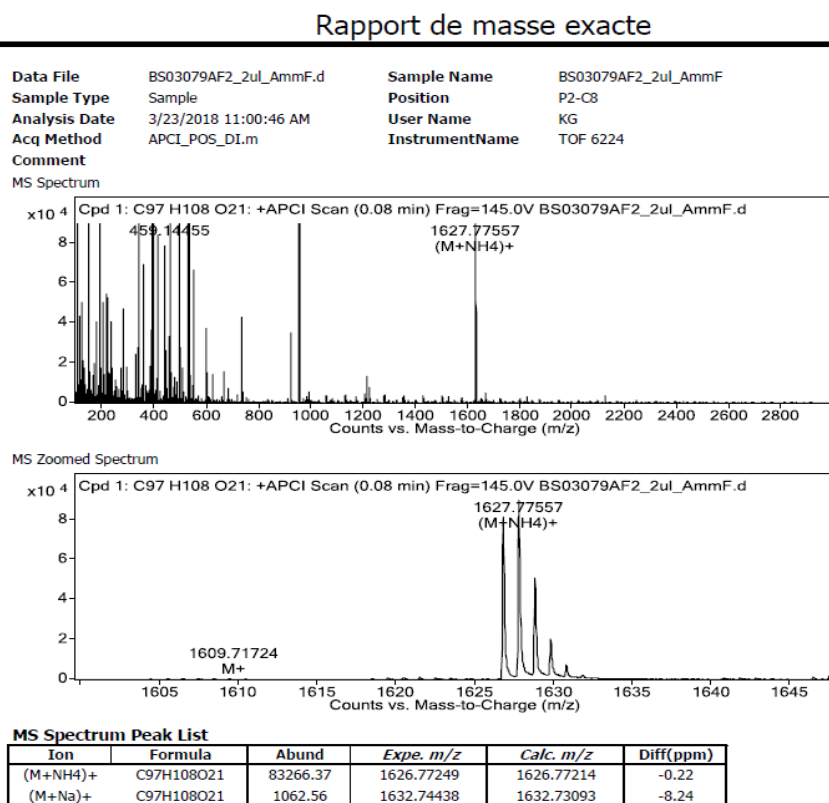 Rapport de masse exacte
Data File BS03079AF2_2ul_AmmF.d Sample Name BS03079AF2_2ul_AmmF
Sample Type Sample Position P2-C8
Analysis Date 3/23/2018 11:00:46 AM User Name KG
Acq Method APCI_POS_DI.m InstrumentName TOF 6224
Comment
MS Spectrum
x10 4 Cpd 1: C97 H108 O21: +APCI Scan (0.08 min) Frag=145.0V BS03079AF2_2ul_AmmF.d
459.14455 1627.77557
(M+NH4)+
8
6
4
2
0
200 400 600 800 1000 1200 1400 1600 1800 2000 2200 2400 2600 2800
Counts vs. Mass-to-Charge (m/z)
MS Zoomed Spectrum
x10 4 Cpd 1: C97 H108 O21: +APCI Scan (0.08 min) Frag=145.0V BS03079AF2_2ul_AmmF.d
1627.77557
(M+NH4)+
8
6
4
2
1609.71724
M+
0
1605 1610 1615 1620 1625 1630 1635 1640 1645
Counts vs. Mass-to-Charge (m/z)
MS Spectrum Peak List
Ion Formula Abund Expe. m/z Calc. m/z Diff(ppm)
(M+NH4)+ C97H108O21 83266.37 1626.77249 1626.77214 -0.22
(M+Na)+ C97H108O21 1062.56 1632.74438 1632.73093 -8.24